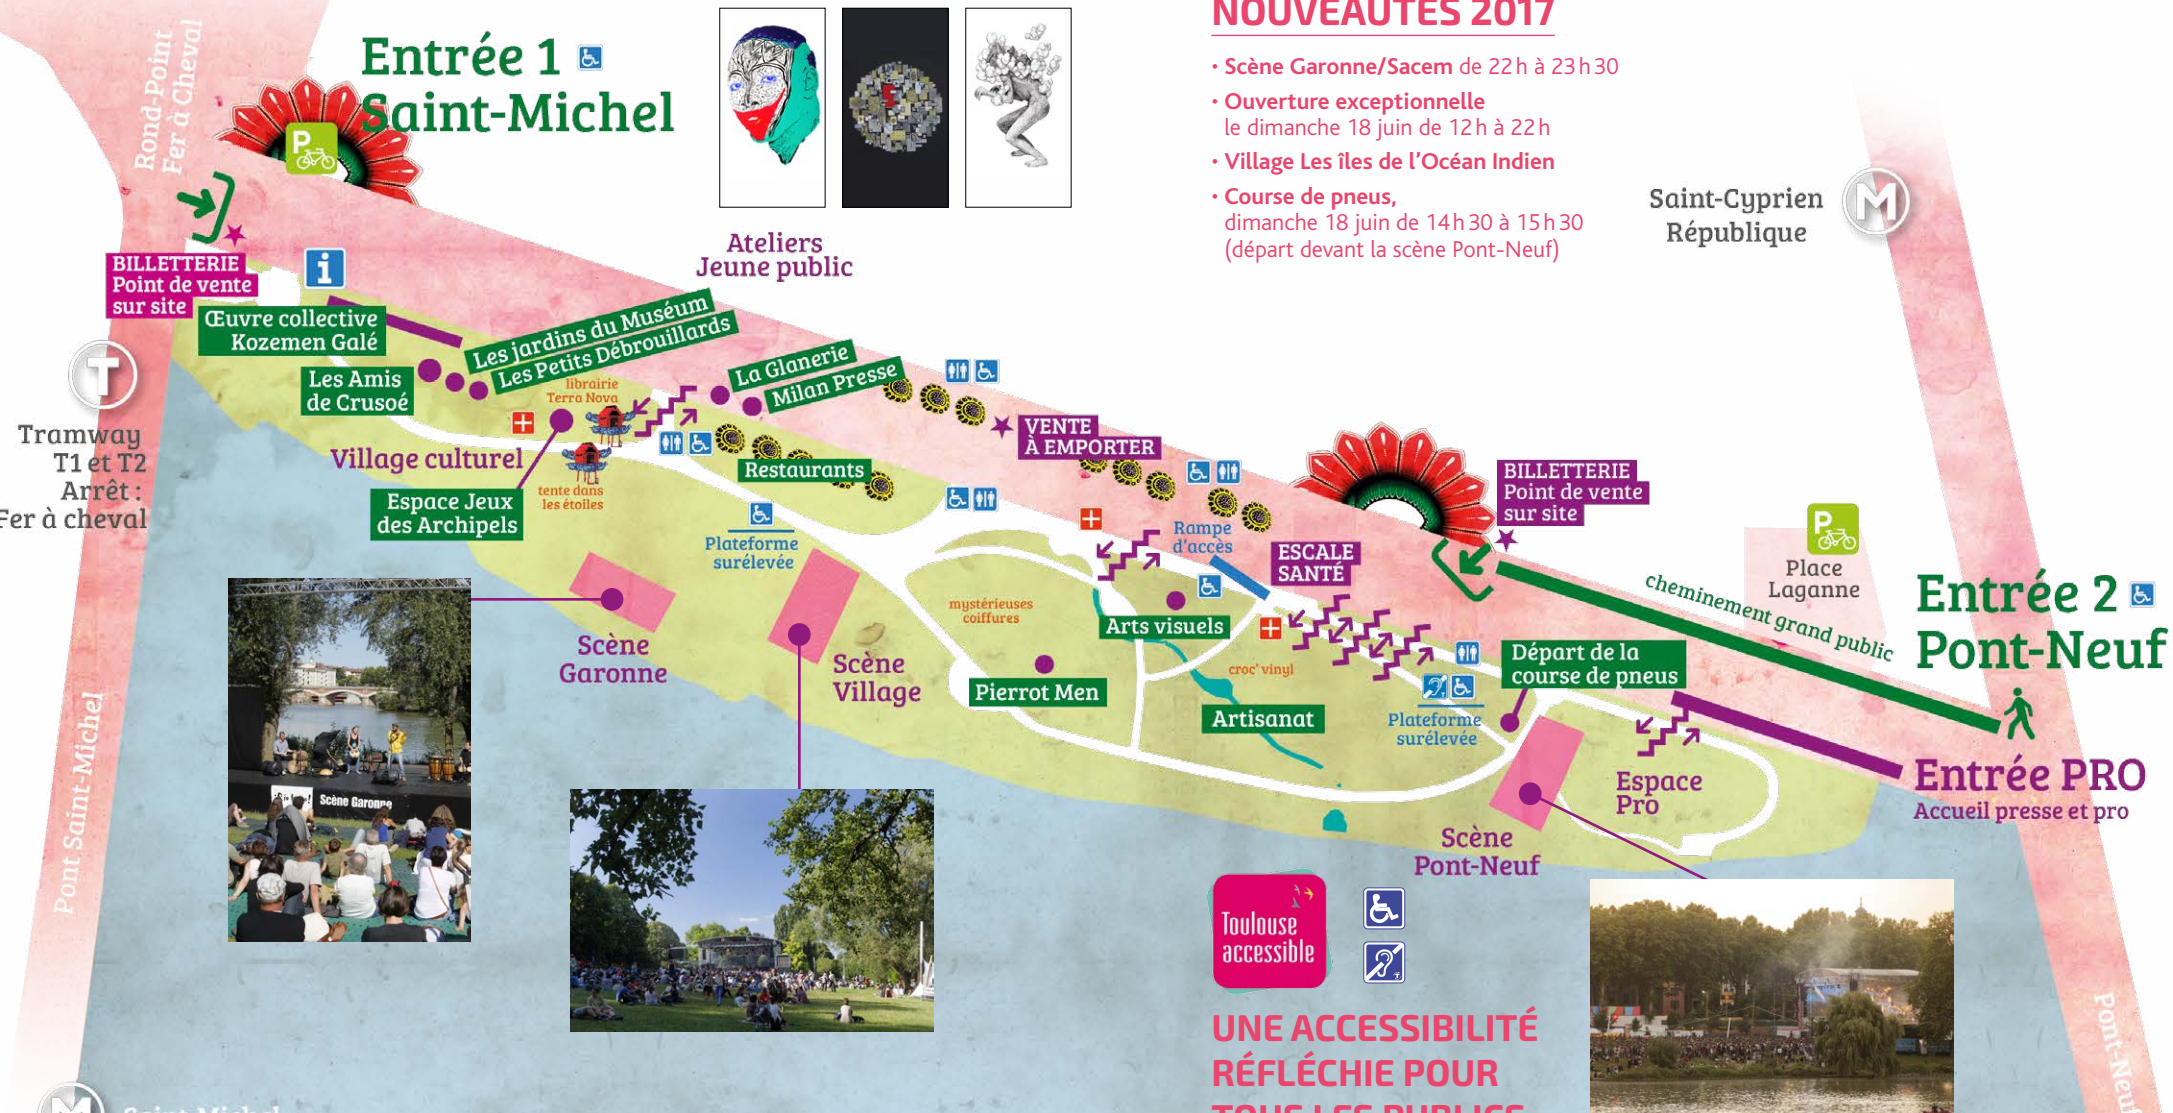 Rond-Point
Fer à Cheval
Entrée 1
Saint-Michel
P
NOUVEAUTÉS 2017
• Scène Garonne/Sacem de 22 h à 23 h 30
• Ouverture exceptionnelle
le dimanche 18 juin de 12 h à 22 h
• Village Les îles de l'Océan Indien
• Course de pneus,
dimanche 18 juin de 14 h 30 à 15 h 30
(départ devant la scène Pont-Neuf)
Saint-Cyprien
République
M
Ateliers
Jeune public
BILLETTERIE
Point de vente
sur site
i
Œuvre collective
Kozemen Galé
Les jardins du Muséum
Les Petits Débrouillards
Les Amis
de Crusoé
La Glanerie
Milan Presse
librairie
Terra Nova
T
Tramway
T1 et T2
Arrêt :
Fer à cheval
Village culturel
Espace Jeux
des Archipels
tente dans
les étoiles
Restaurants
VENTE
À EMPORTER
BILLETTERIE
Point de vente
sur site
Plateforme
surélevée
Rampe
d'accès
ESCALE
SANTÉ
P
Place
Laganne
cheminement grand public
Entrée 2
Pont-Neuf
mystérieuses
coiffures
Arts visuels
Scène
Garonne
Scène
Village
Pierrot Men
croc' vinyl
Artisanat
Départ de la
course de pneus
Plateforme
surélevée
Espace
Pro
Entrée PRO
Accueil presse et pro
Scène
Pont-Neuf
Pont Saint-Michel
Scène Garonne
Toulouse
accessible
UNE ACCESSIBILITÉ
RÉFLÉCHIE POUR
TOUS LES PUBLICS
Pont-Neuf
M
Saint-Michel